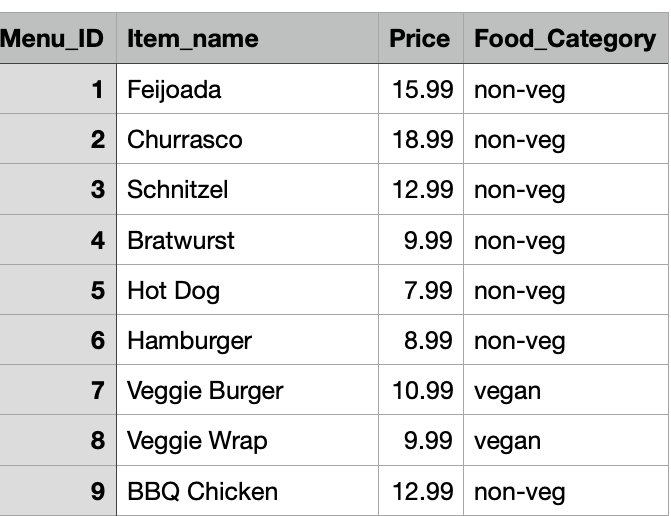 Menu_ID Item_name Price Food_Category
1 Feijoada 15.99 non-veg
2 Churrasco 18.99 non-veg
3 Schnitzel 12.99 non-veg
4 Bratwurst 9.99 non-veg
5 Hot Dog 7.99 non-veg
6 Hamburger 8.99 non-veg
7 Veggie Burger 10.99 vegan
8 Veggie Wrap 9.99 vegan
9 BBQ Chicken 12.99 non-veg